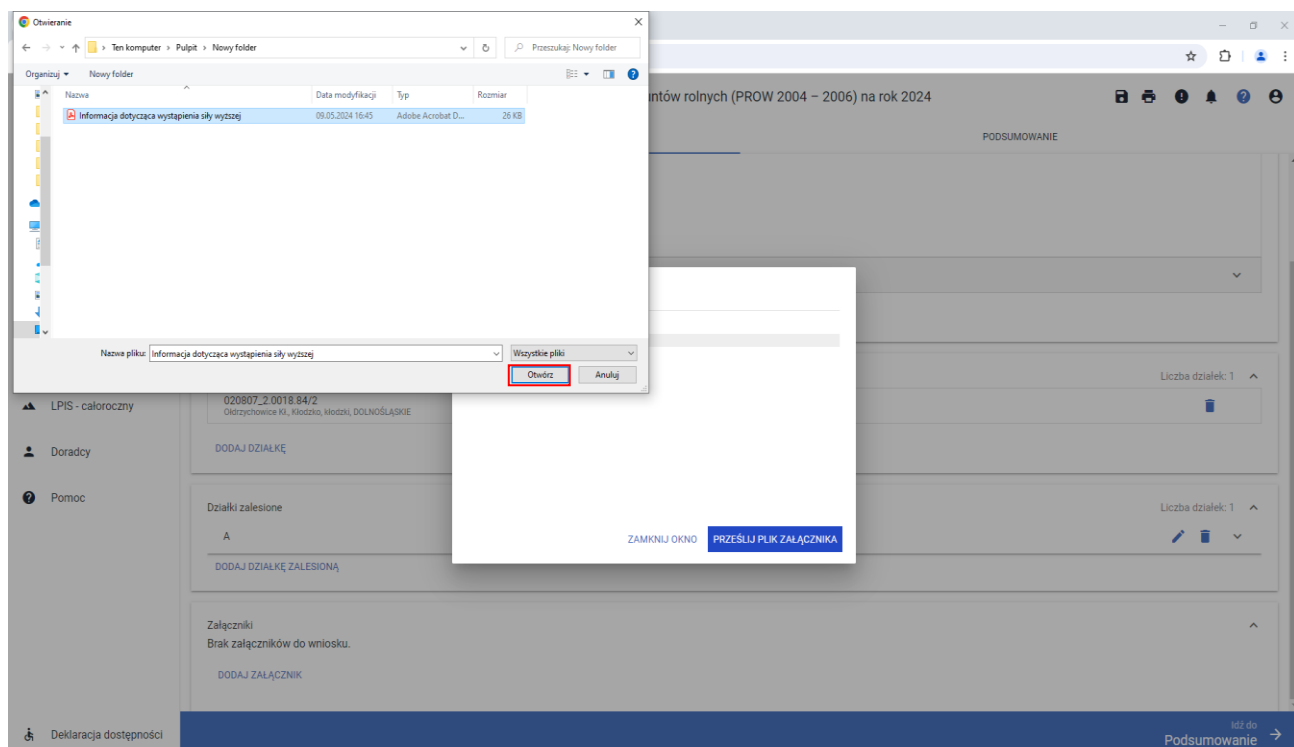 Otwieranie
Ten komputer > Pulpit > Nowy folder
Przeszukaj: Nowy folder
Organizuj
Nowy folder
Nazwa
Data modyfikacji
Typ
Rozmiar
Informacja dotycząca wystąpienia siły wyższej
09.05.2024 16:45
Adobe Acrobat D...
26 KB
Nazwa pliku:
Informacja dotycząca wystąpienia siły wyższej
Wszystkie pliki
Otwórz
Anuluj
ntów rolnych (PROW 2004 – 2006) na rok 2024
PODSUMOWANIE
Liczba działek: 1
LPIS - całoroczny
020807_2.0018.84/2
Ołdrzychowice Kł., Kłodzko, kłodzki, DOLNOŚLĄSKIE
Doradcy
DODAJ DZIAŁKĘ
Pomoc
Działki zalesione
Liczba działek: 1
A
ZAMKNIJ OKNO
PRZEŚLIJ PLIK ZAŁĄCZNIKA
DODAJ DZIAŁKĘ ZALESIONĄ
Załączniki
Brak załączników do wniosku.
DODAJ ZAŁĄCZNIK
Deklaracja dostępności
Idź do
Podsumowanie